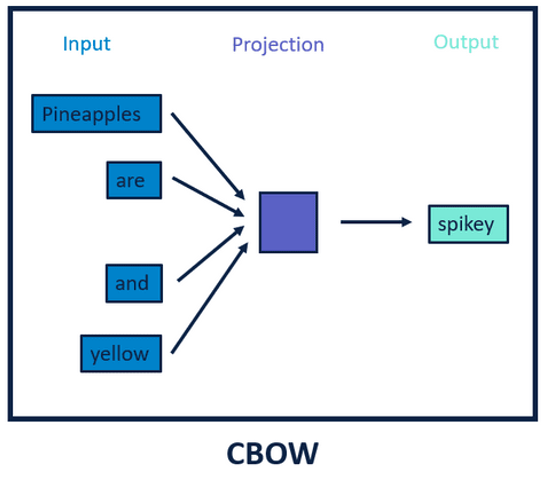 Input Projection Output
Pineapples
are
spikey
and
yellow
CBOW